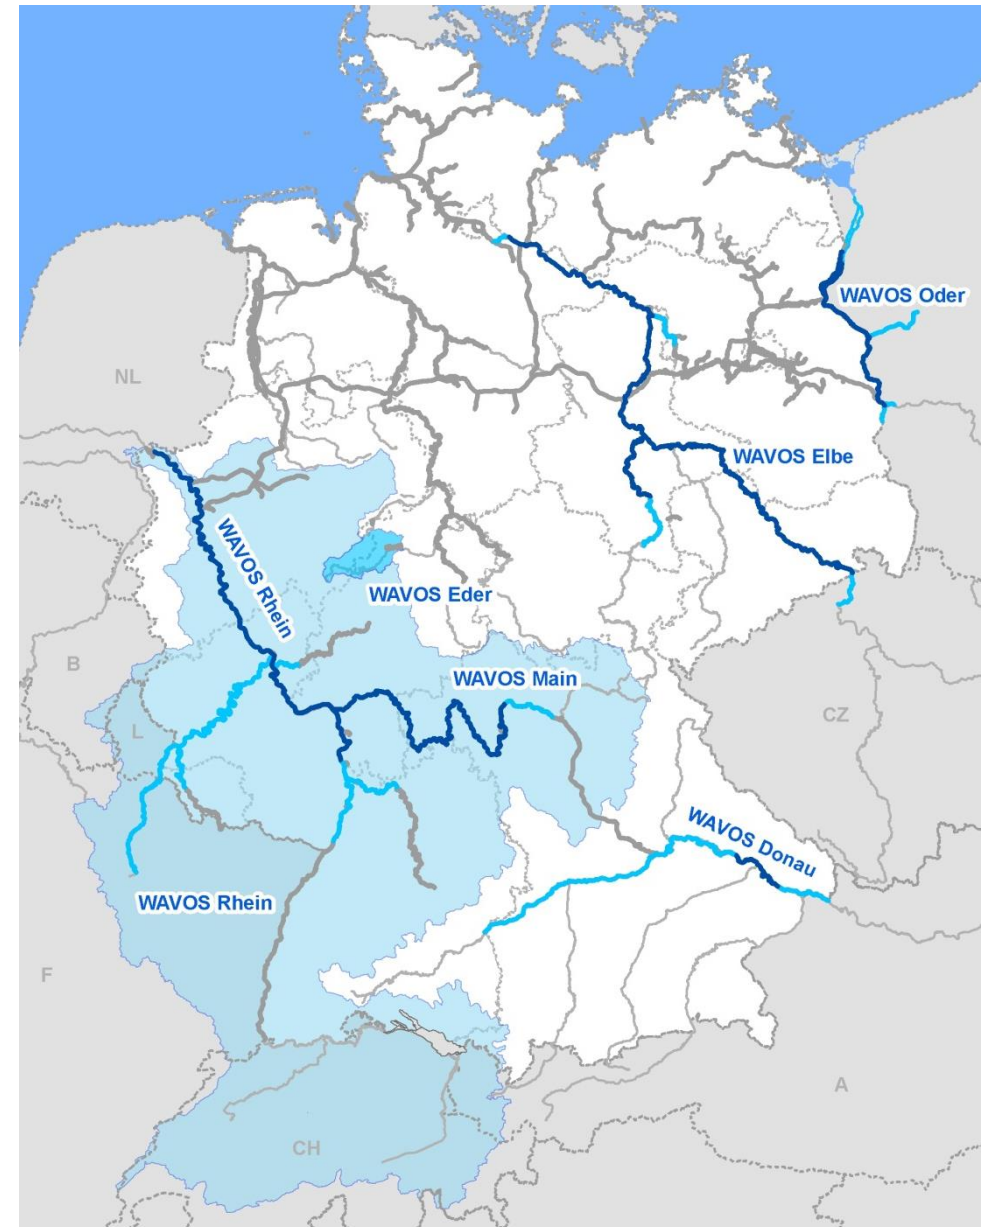 WAVOS Oder
NL
WAVOS Elbe
WAVOS Rhein
WAVOS Eder
B
WAVOS Main
L
CZ
WAVOS Donau
WAVOS Rhein
F
A
CH